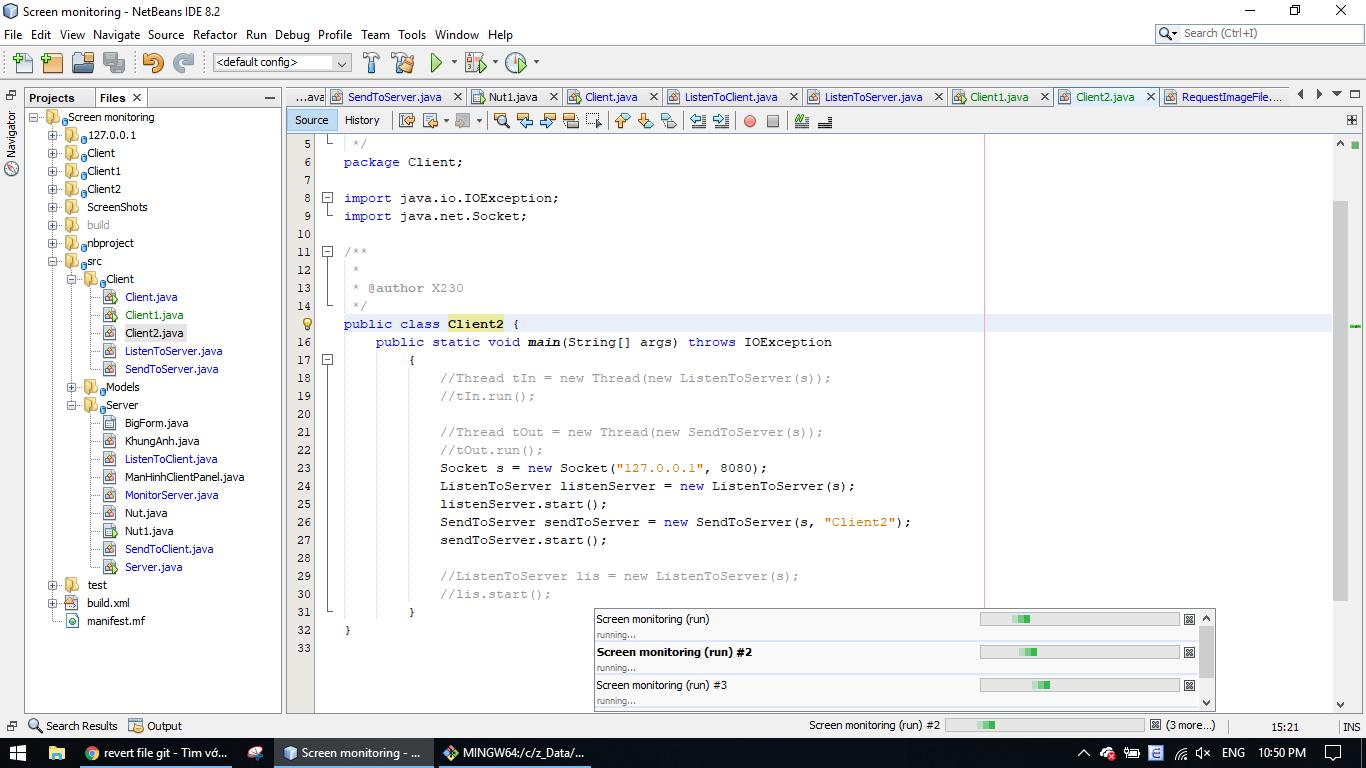 Screen monitoring - NetBeans IDE 8.2
File Edit View Navigate Source Refactor Run Debug Profile Team Tools Window Help
Search (Ctrl+I)
<default config>
Projects Files
...ava SendToServer.java Nut1.java Client.java ListenToClient.java ListenToServer.java Client1.java Client2.java RequestImageFile....
Navigator
Source History
Screen monitoring
127.0.0.1
Client
Client1
Client2
ScreenShots
build
nbproject
src
Client
Client.java
Client1.java
Client2.java
ListenToServer.java
SendToServer.java
Models
Server
BigForm.java
KhungAnh.java
ListenToClient.java
ManHinhClientPanel.java
MonitorServer.java
Nut.java
Nut1.java
SendToClient.java
Server.java
test
build.xml
manifest.mf
5 */
6 package Client;
7
8 import java.io.IOException;
9 import java.net.Socket;
10
11 /**
12 *
13 * @author X230
14 */
public class Client2 {
16 public static void main(String[] args) throws IOException
17 {
18 //Thread tIn = new Thread(new ListenToServer(s));
19 //tIn.run();
20
21 //Thread tOut = new Thread(new SendToServer(s));
22 //tOut.run();
23 Socket s = new Socket("127.0.0.1", 8080);
24 ListenToServer listenServer = new ListenToServer(s);
25 listenServer.start();
26 SendToServer sendToServer = new SendToServer(s, "Client2");
27 sendToServer.start();
28
29 //ListenToServer lis = new ListenToServer(s);
30 //lis.start();
31 }
32 }
33
Screen monitoring (run)
running...
Screen monitoring (run) #2
running...
Screen monitoring (run) #3
running...
Search Results Output
Screen monitoring (run) #2 (3 more...) 15:21 INS
revert file git - Tìm vớ... Screen monitoring - ... MINGW64:/c/z_Data/... ENG 10:50 PM